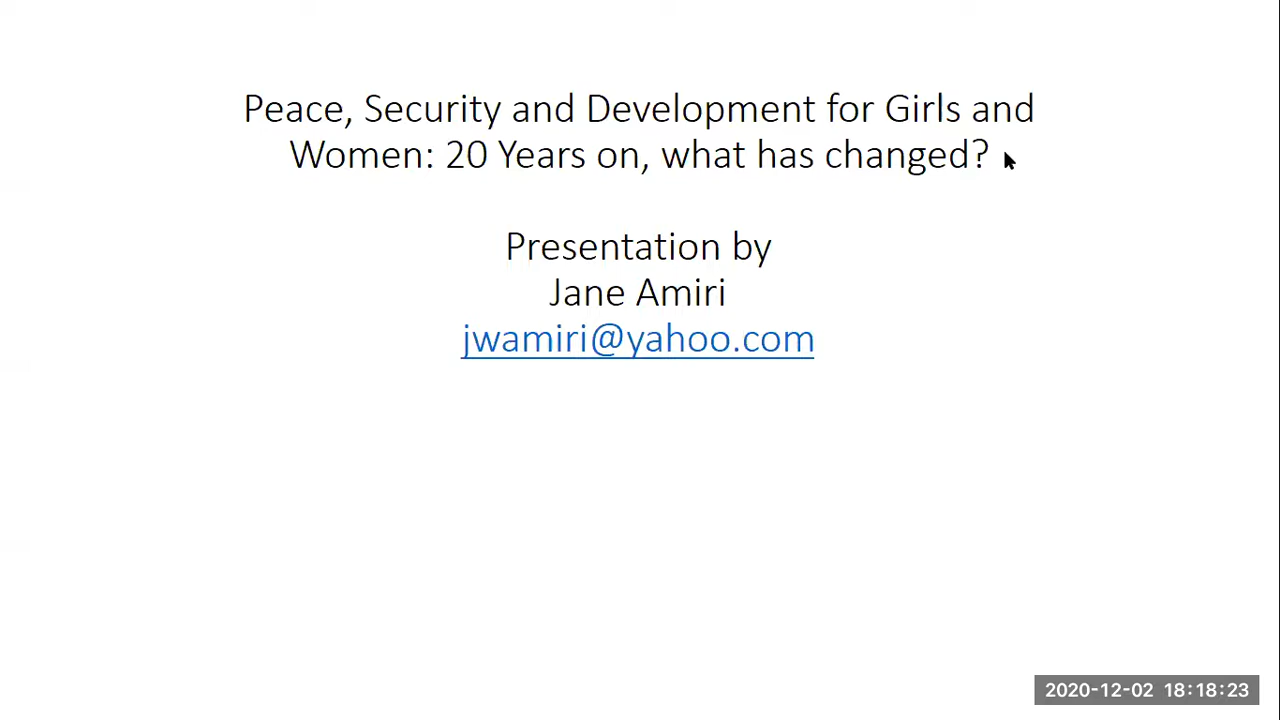 Peace, Security and Development for Girls and
Women: 20 Years on, what has changed?
Presentation by
Jane Amiri
jwamiri@yahoo.com
2020-12-02 18:18:23